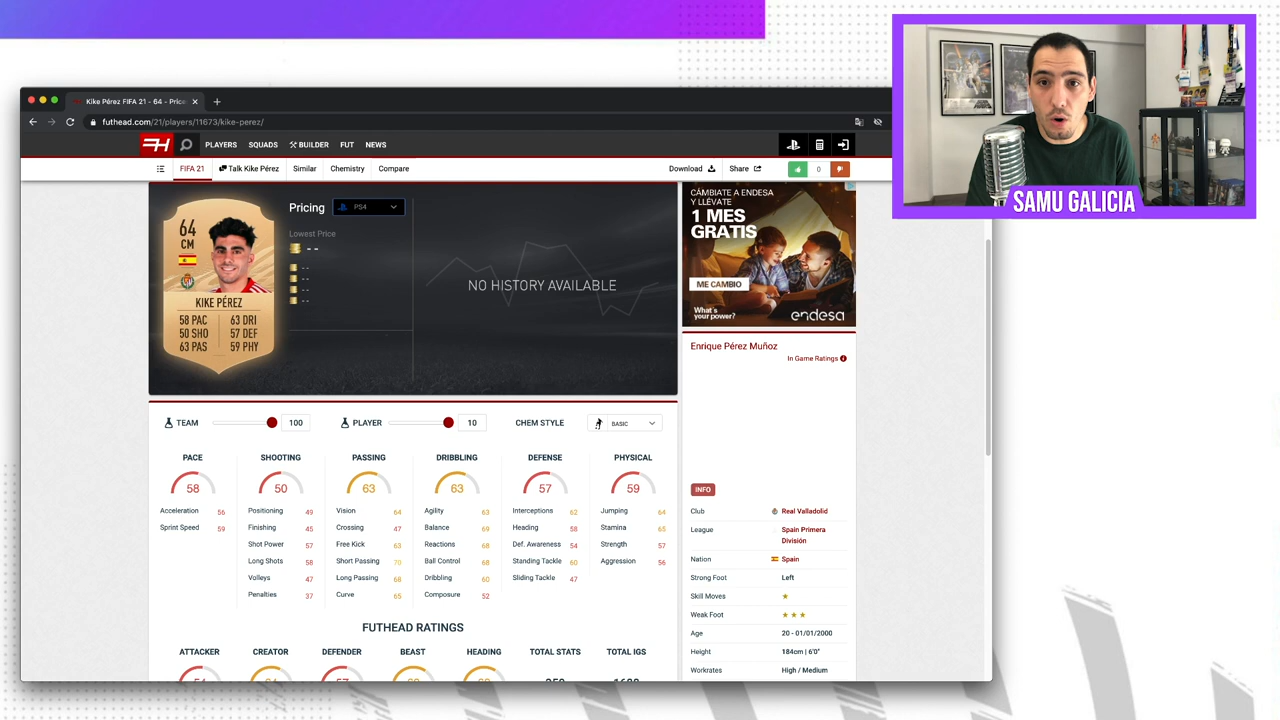 SAMU GALICIA
Kike Pérez FIFA 21 - 64 - Price
futhead.com/21/players/11673/kike-perez/
PLAYERS SQUADS BUILDER FUT NEWS
FIFA 21 Talk Kike Pérez Similar Chemistry Compare Download Share 0
64
CM
KIKE PÉREZ
58 PAC 63 DRI
50 SHO 57 DEF
63 PAS 59 PHY
Pricing PS4
Lowest Price
--
--
--
--
NO HISTORY AVAILABLE
CÁMBIATE A ENDESA
Y LLÉVATE
1 MES
GRATIS
ME CAMBIO
What's
your power?
endesa
Enrique Pérez Muñoz
In Game Ratings
TEAM 100 PLAYER 10 CHEM STYLE BASIC
PACE SHOOTING PASSING DRIBBLING DEFENSE PHYSICAL
58 50 63 63 57 59
Acceleration 56 Positioning 49 Vision 64 Agility 63 Interceptions 62 Jumping 64
Sprint Speed 59 Finishing 45 Crossing 47 Balance 69 Heading 58 Stamina 65
Shot Power 57 Free Kick 63 Reactions 68 Def. Awareness 54 Strength 57
Long Shots 58 Short Passing 70 Ball Control 68 Standing Tackle 60 Aggression 56
Volleys 47 Long Passing 68 Dribbling 60 Sliding Tackle 47
Penalties 37 Curve 65 Composure 52
FUTHEAD RATINGS
ATTACKER CREATOR DEFENDER BEAST HEADING TOTAL STATS TOTAL IGS
INFO
Club Real Valladolid
League Spain Primera
División
Nation Spain
Strong Foot Left
Skill Moves
Weak Foot
Age 20 - 01/01/2000
Height 184cm | 6'0"
Workrates High / Medium